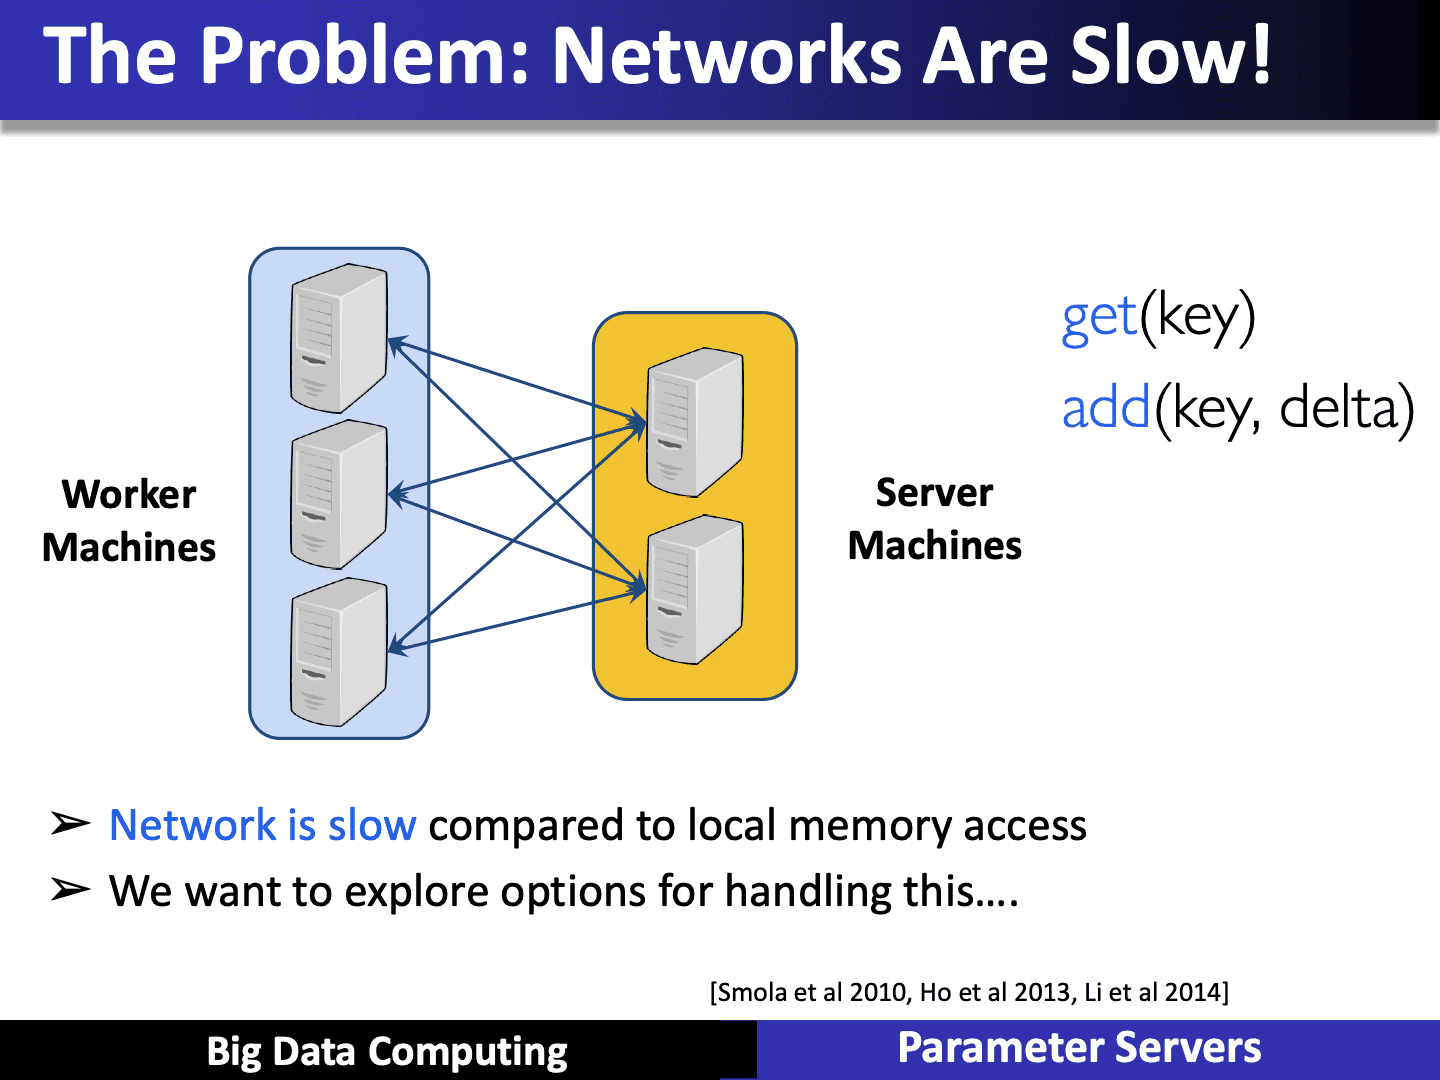 The Problem: Networks Are Slow!
get(key)
add(key, delta)
Worker
Machines
Server
Machines
➢ Network is slow compared to local memory access
➢ We want to explore options for handling this….
[Smola et al 2010, Ho et al 2013, Li et al 2014]
Big Data Computing
Parameter Servers